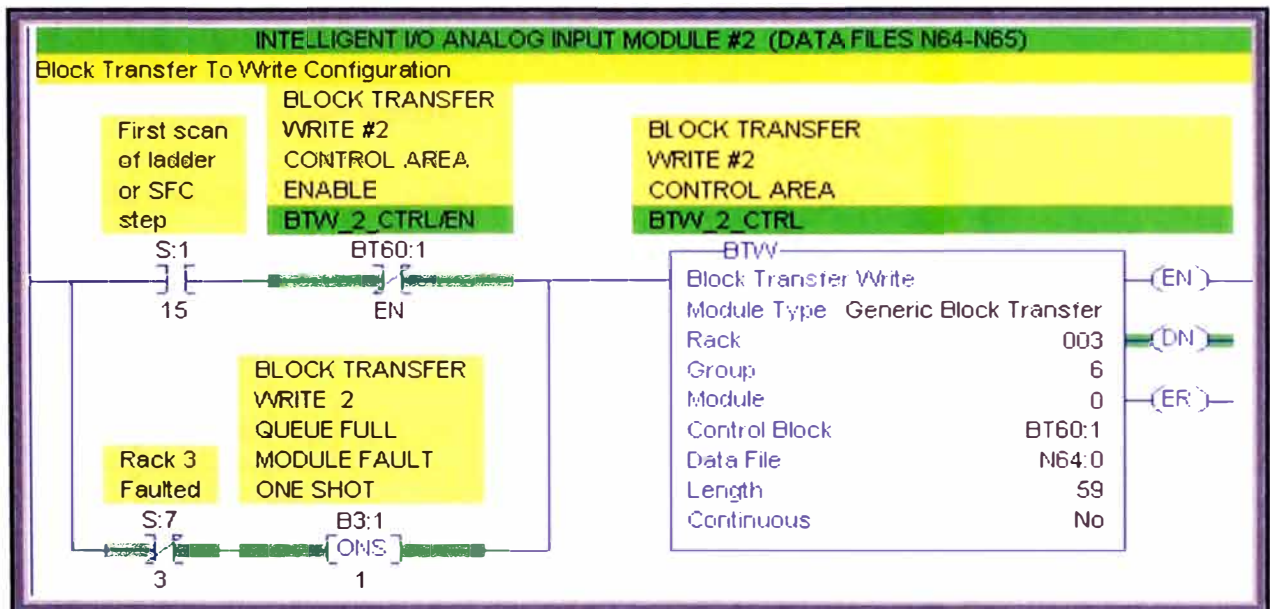 INTELLIGENT I/O ANALOG INPUT MODULE #2 (DATA FILES N64-N65)
Block Transfer To Write Configuration
First scan
of ladder
or SFC
step
S:1
15
BLOCK TRANSFER
WRITE #2
CONTROL AREA
ENABLE
BTW_2_CTRL/EN
BT60:1
EN
BLOCK TRANSFER
WRITE #2
CONTROL AREA
BTW_2_CTRL
BTW
Block Transfer Write
Module Type Generic Block Transfer
Rack 003
Group 6
Module 0
Control Block BT60:1
Data File N64:0
Length 59
Continuous No
EN
DN
ER
Rack 3
Faulted
S:7
3
BLOCK TRANSFER
WRITE 2
QUEUE FULL
MODULE FAULT
ONE SHOT
B3:1
ONS
1